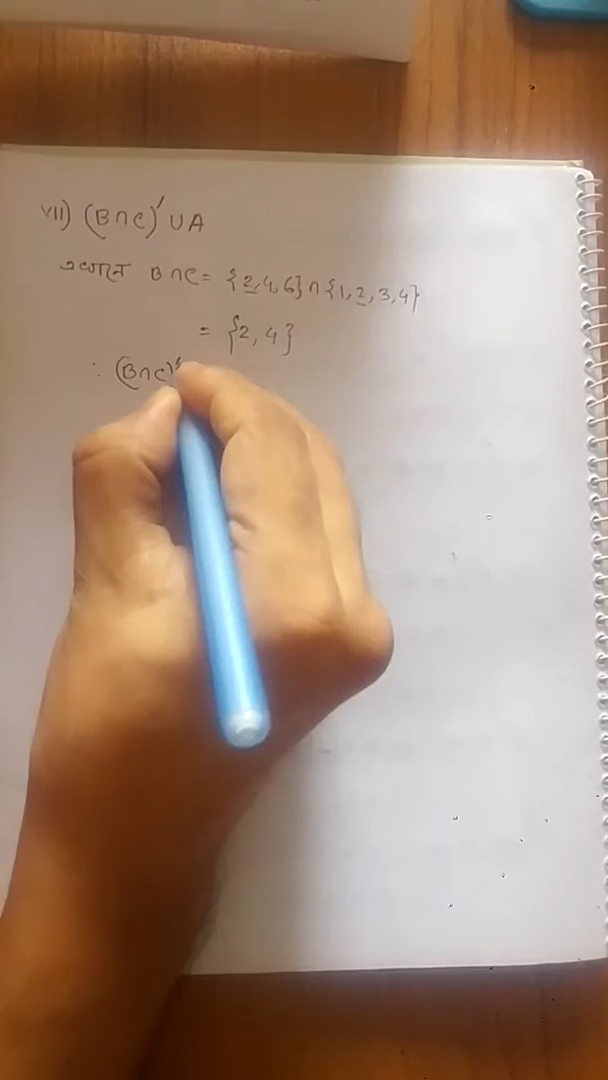 VII) (B∩C)′ ∪ A
এখানে B∩C = {2,4,6} ∩ {1,2,3,4}
= {2, 4}
∴ (B∩C)′